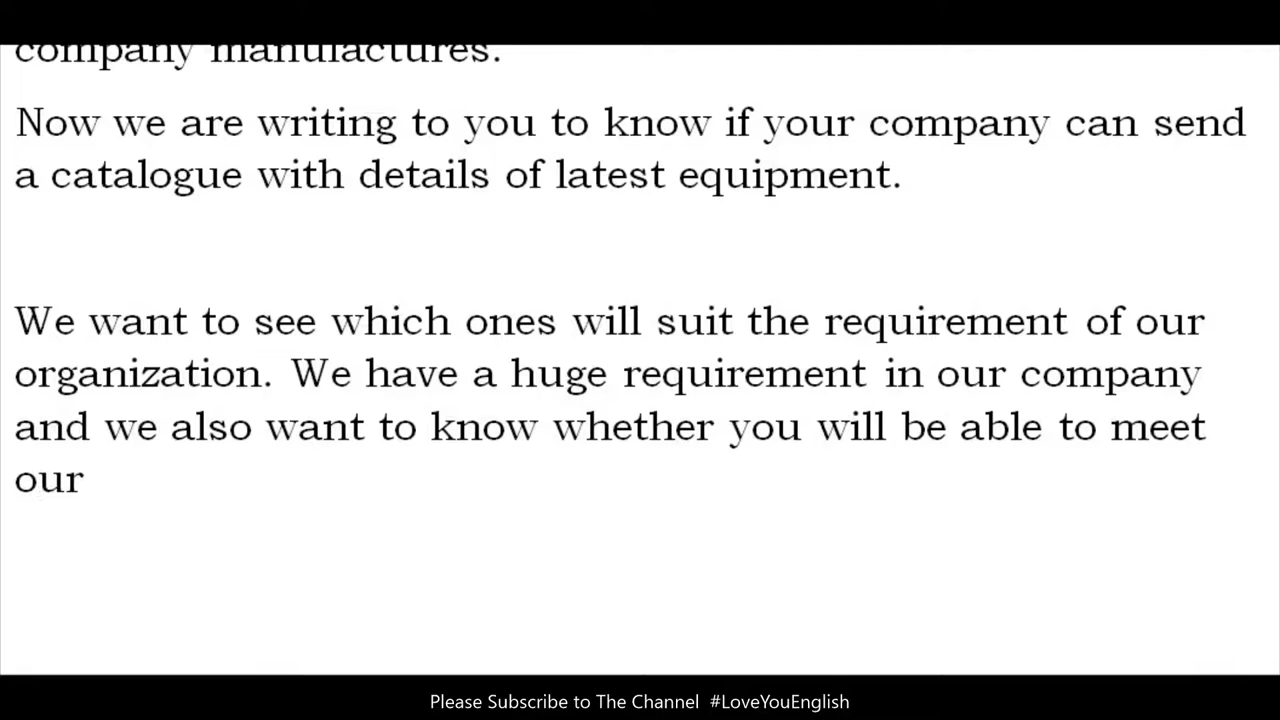 company manufactures.
Now we are writing to you to know if your company can send
a catalogue with details of latest equipment.
We want to see which ones will suit the requirement of our
organization. We have a huge requirement in our company
and we also want to know whether you will be able to meet
our
Please Subscribe to The Channel #LoveYouEnglish